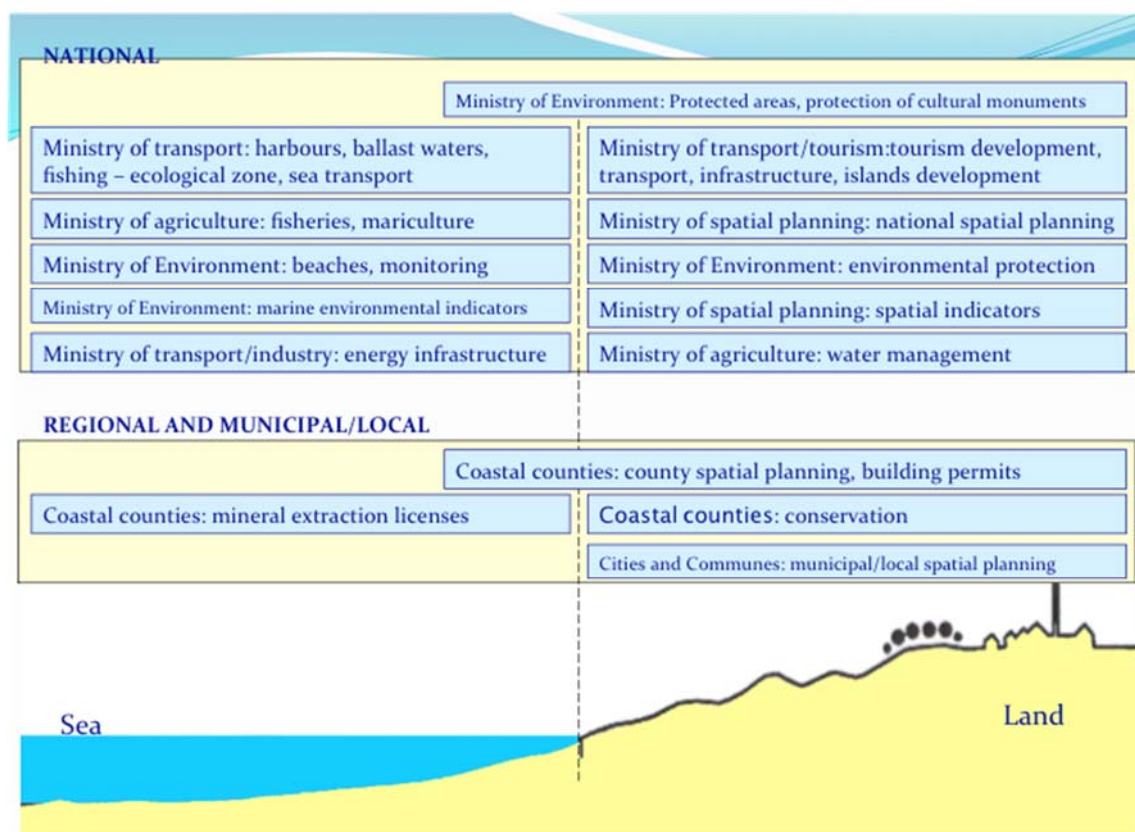 NATIONAL
Ministry of Environment: Protected areas, protection of cultural monuments
Ministry of transport: harbours, ballast waters,
fishing – ecological zone, sea transport
Ministry of transport/tourism:tourism development,
transport, infrastructure, islands development
Ministry of agriculture: fisheries, mariculture
Ministry of spatial planning: national spatial planning
Ministry of Environment: beaches, monitoring
Ministry of Environment: environmental protection
Ministry of Environment: marine environmental indicators
Ministry of spatial planning: spatial indicators
Ministry of transport/industry: energy infrastructure
Ministry of agriculture: water management
REGIONAL AND MUNICIPAL/LOCAL
Coastal counties: county spatial planning, building permits
Coastal counties: mineral extraction licenses
Coastal counties: conservation
Cities and Communes: municipal/local spatial planning
Sea
Land